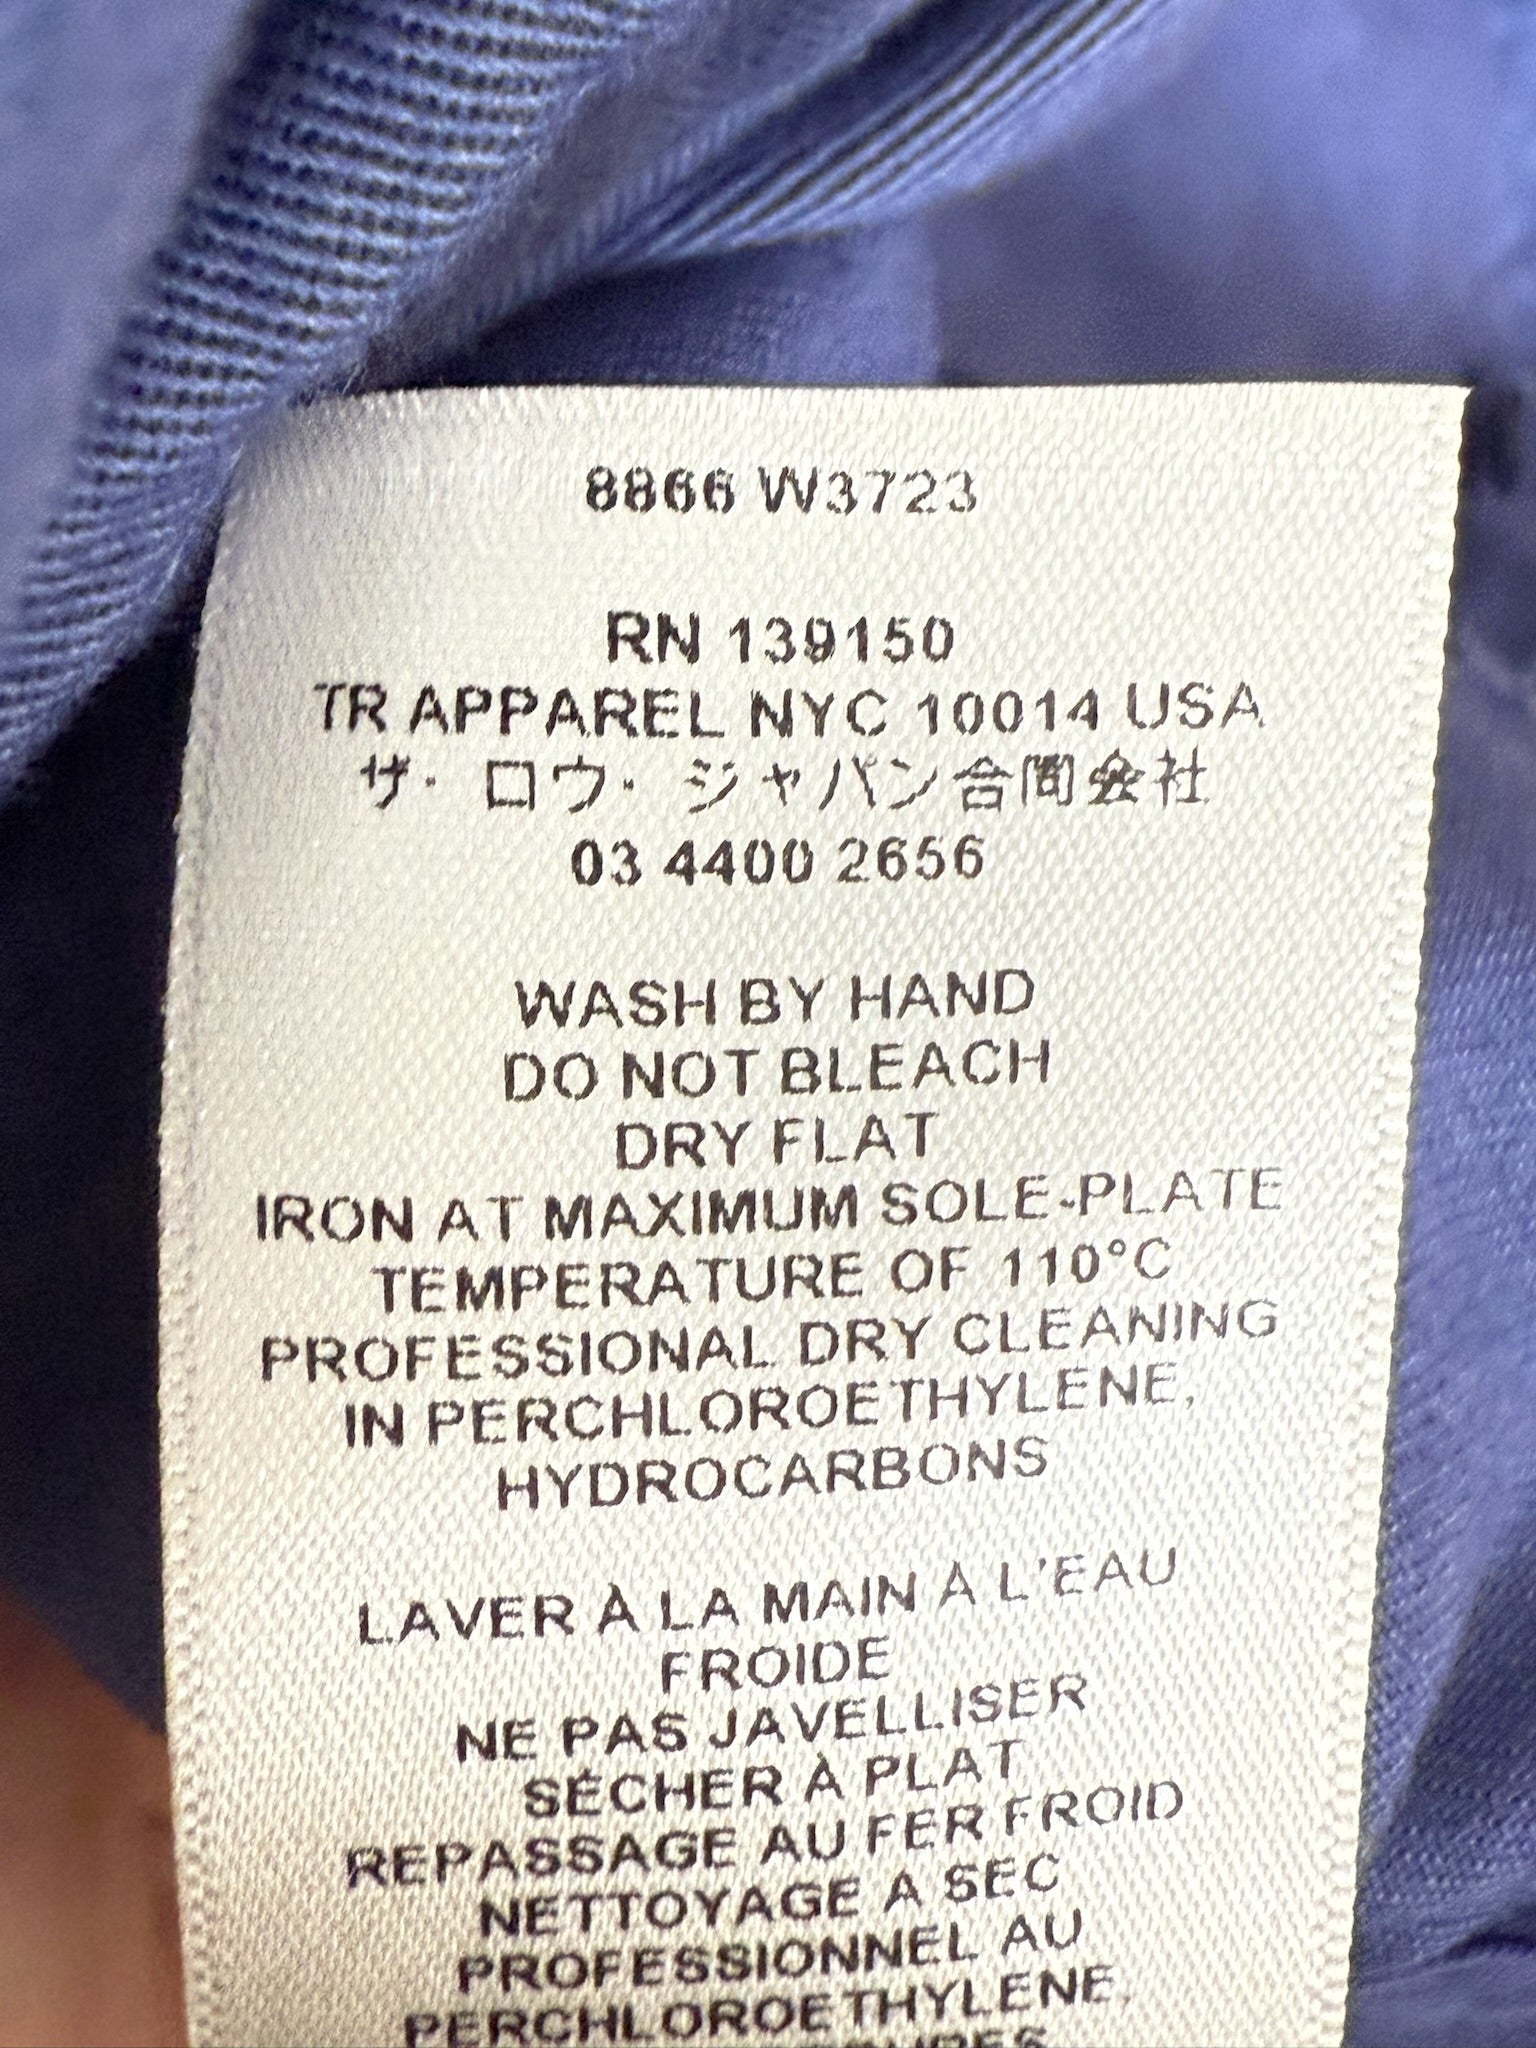 8866 W3723
RN 139150
TR APPAREL NYC 10014 USA
ザ・ロウ・ジャパン合同会社
03 4400 2656
WASH BY HAND
DO NOT BLEACH
DRY FLAT
IRON AT MAXIMUM SOLE-PLATE
TEMPERATURE OF 110°C
PROFESSIONAL DRY CLEANING
IN PERCHLOROETHYLENE,
HYDROCARBONS
LAVER À LA MAIN À L'EAU
FROIDE
NE PAS JAVELLISER
SÉCHER À PLAT
REPASSAGE AU FER FROID
NETTOYAGE A SEC
PROFESSIONNEL AU
PERCHLOROETHYLENE,